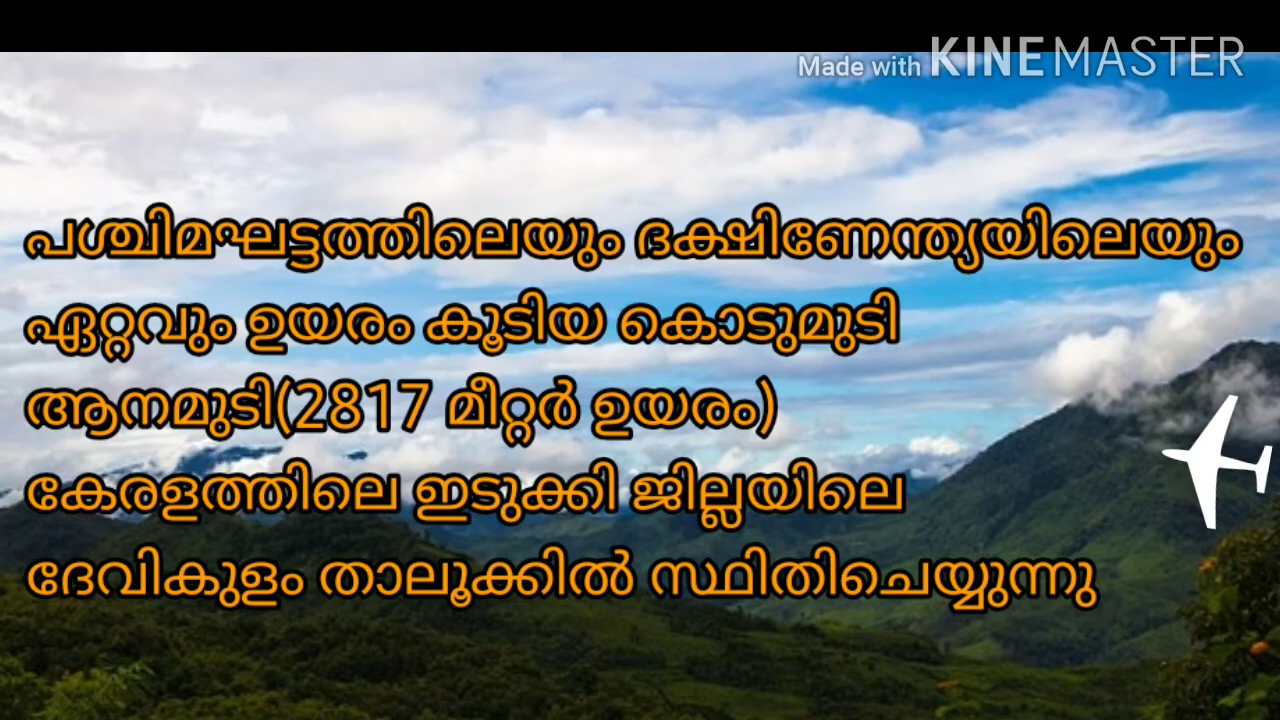 Made with KINEMASTER
പശ്ചിമഘട്ടത്തിലെയും ദക്ഷിണേന്ത്യയിലെയും
ഏറ്റവും ഉയരം കൂടിയ കൊടുമുടി
ആനമുടി(2817 മീറ്റർ ഉയരം)
കേരളത്തിലെ ഇടുക്കി ജില്ലയിലെ
ദേവികുളം താലൂക്കിൽ സ്ഥിതിചെയ്യുന്നു